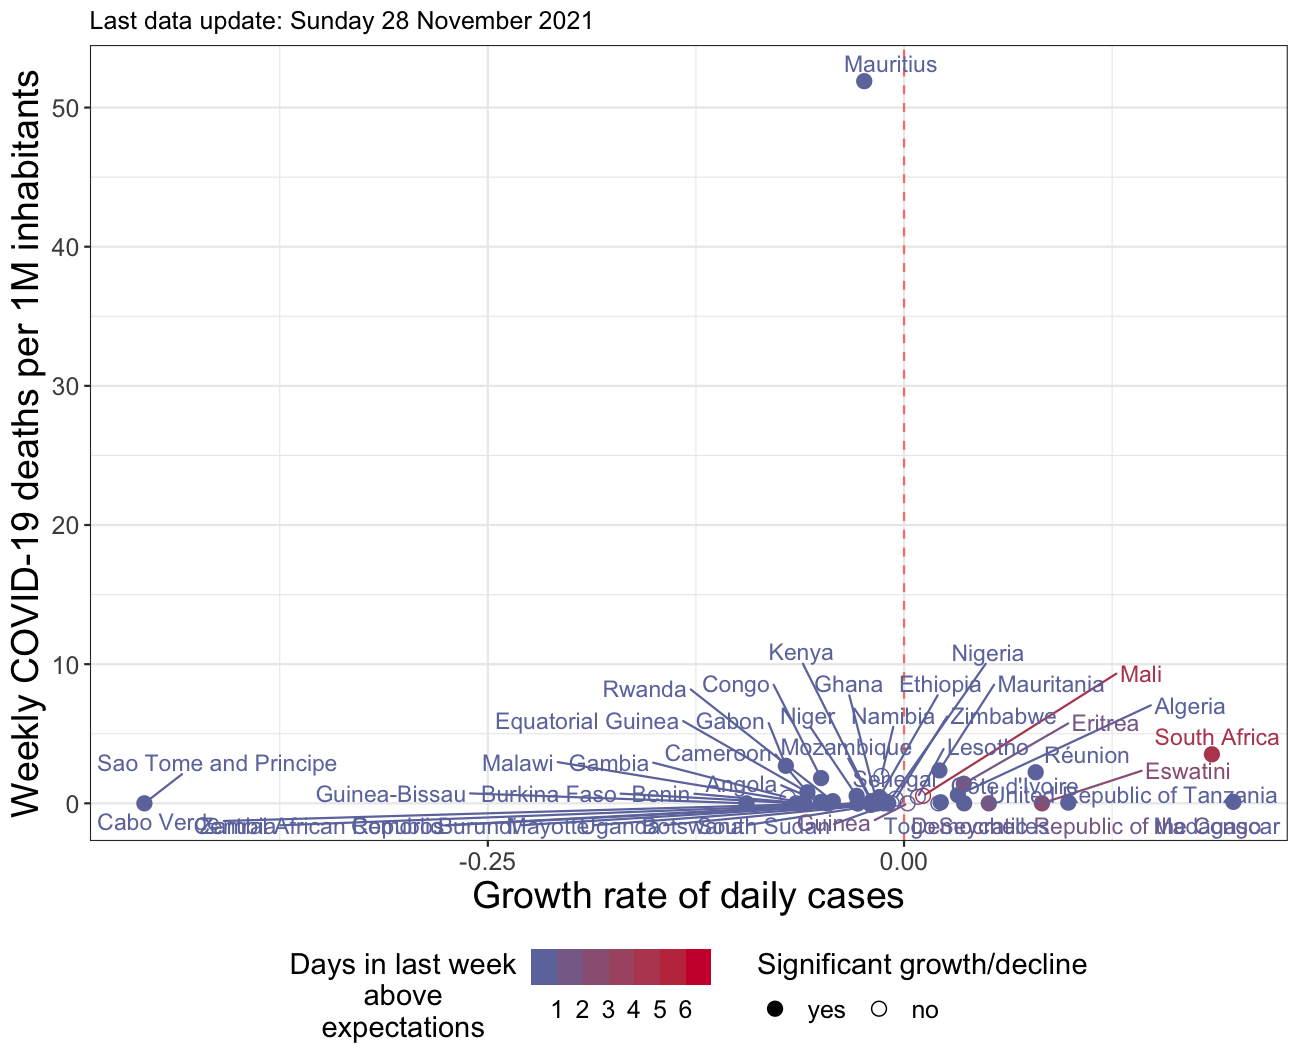 Last data update: Sunday 28 November 2021
Weekly COVID-19 deaths per 1M inhabitants
50
40
30
20
10
0
Mauritius
Kenya
Nigeria
Rwanda
Congo
Ghana
Ethiopia
Mauritania
Mali
Equatorial Guinea
Gabon
Niger
Namibia
Zimbabwe
Eritrea
Algeria
Sao Tome and Principe
Malawi
Gambia
Cameroon
Mozambique
Lesotho
Réunion
South Africa
Guinea-Bissau
Burkina Faso
Benin
Angola
Senegal
Côte d'Ivoire
United Republic of Tanzania
Eswatini
Cabo Verde
Zambia
Central African Republic
Comoros
Burundi
Mayotte
Uganda
Botswana
South Sudan
Guinea
Togo
Seychelles
Democratic Republic of the Congo
Madagascar
-0.25
0.00
Growth rate of daily cases
Days in last week
above
expectations
1 2 3 4 5 6
Significant growth/decline
yes
no